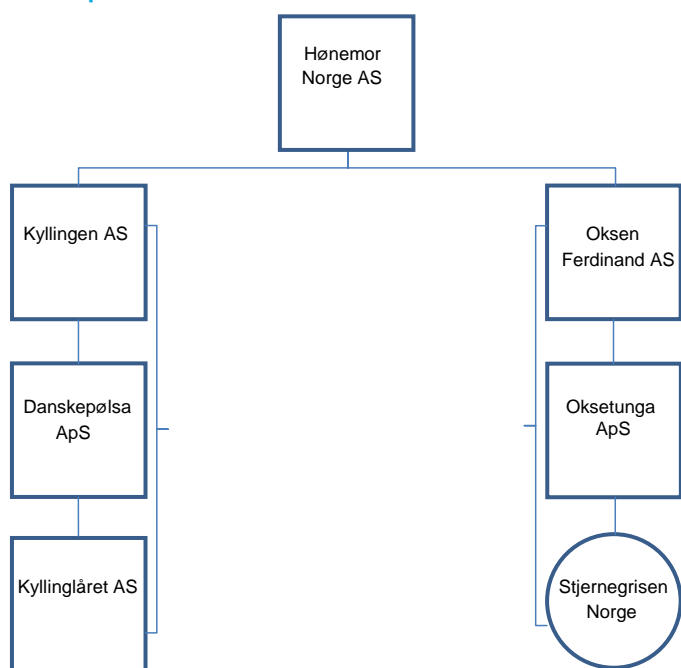 Hønemor
Norge AS
Kyllingen AS
Oksen
Ferdinand AS
Danskepølsa
ApS
Oksetunga
ApS
Kyllinglåret AS
Stjernegrisen
Norge